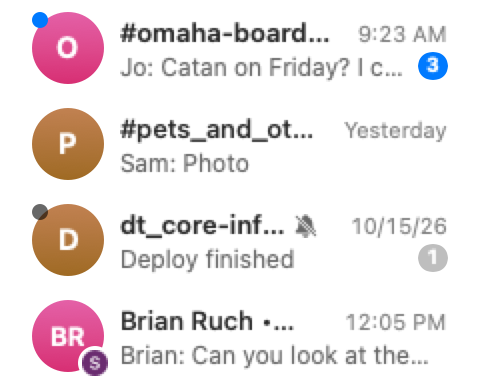 O #omaha-board... 9:23 AM
Jo: Catan on Friday? I c... 3
P #pets_and_ot... Yesterday
Sam: Photo
D dt_core-inf... 10/15/26
Deploy finished 1
BR Brian Ruch •... 12:05 PM
S Brian: Can you look at the...